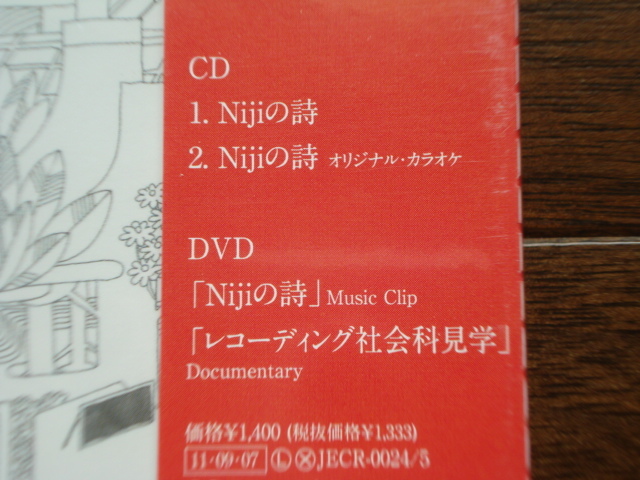 CD
1. Nijiの詩
2. Nijiの詩 オリジナル・カラオケ
DVD
「Nijiの詩」Music Clip
「レコーディング社会科見学」
Documentary
価格¥1,400 (税抜価格¥1,333)
11·09·07 Ⓛ Ⓧ JECR-0024/5